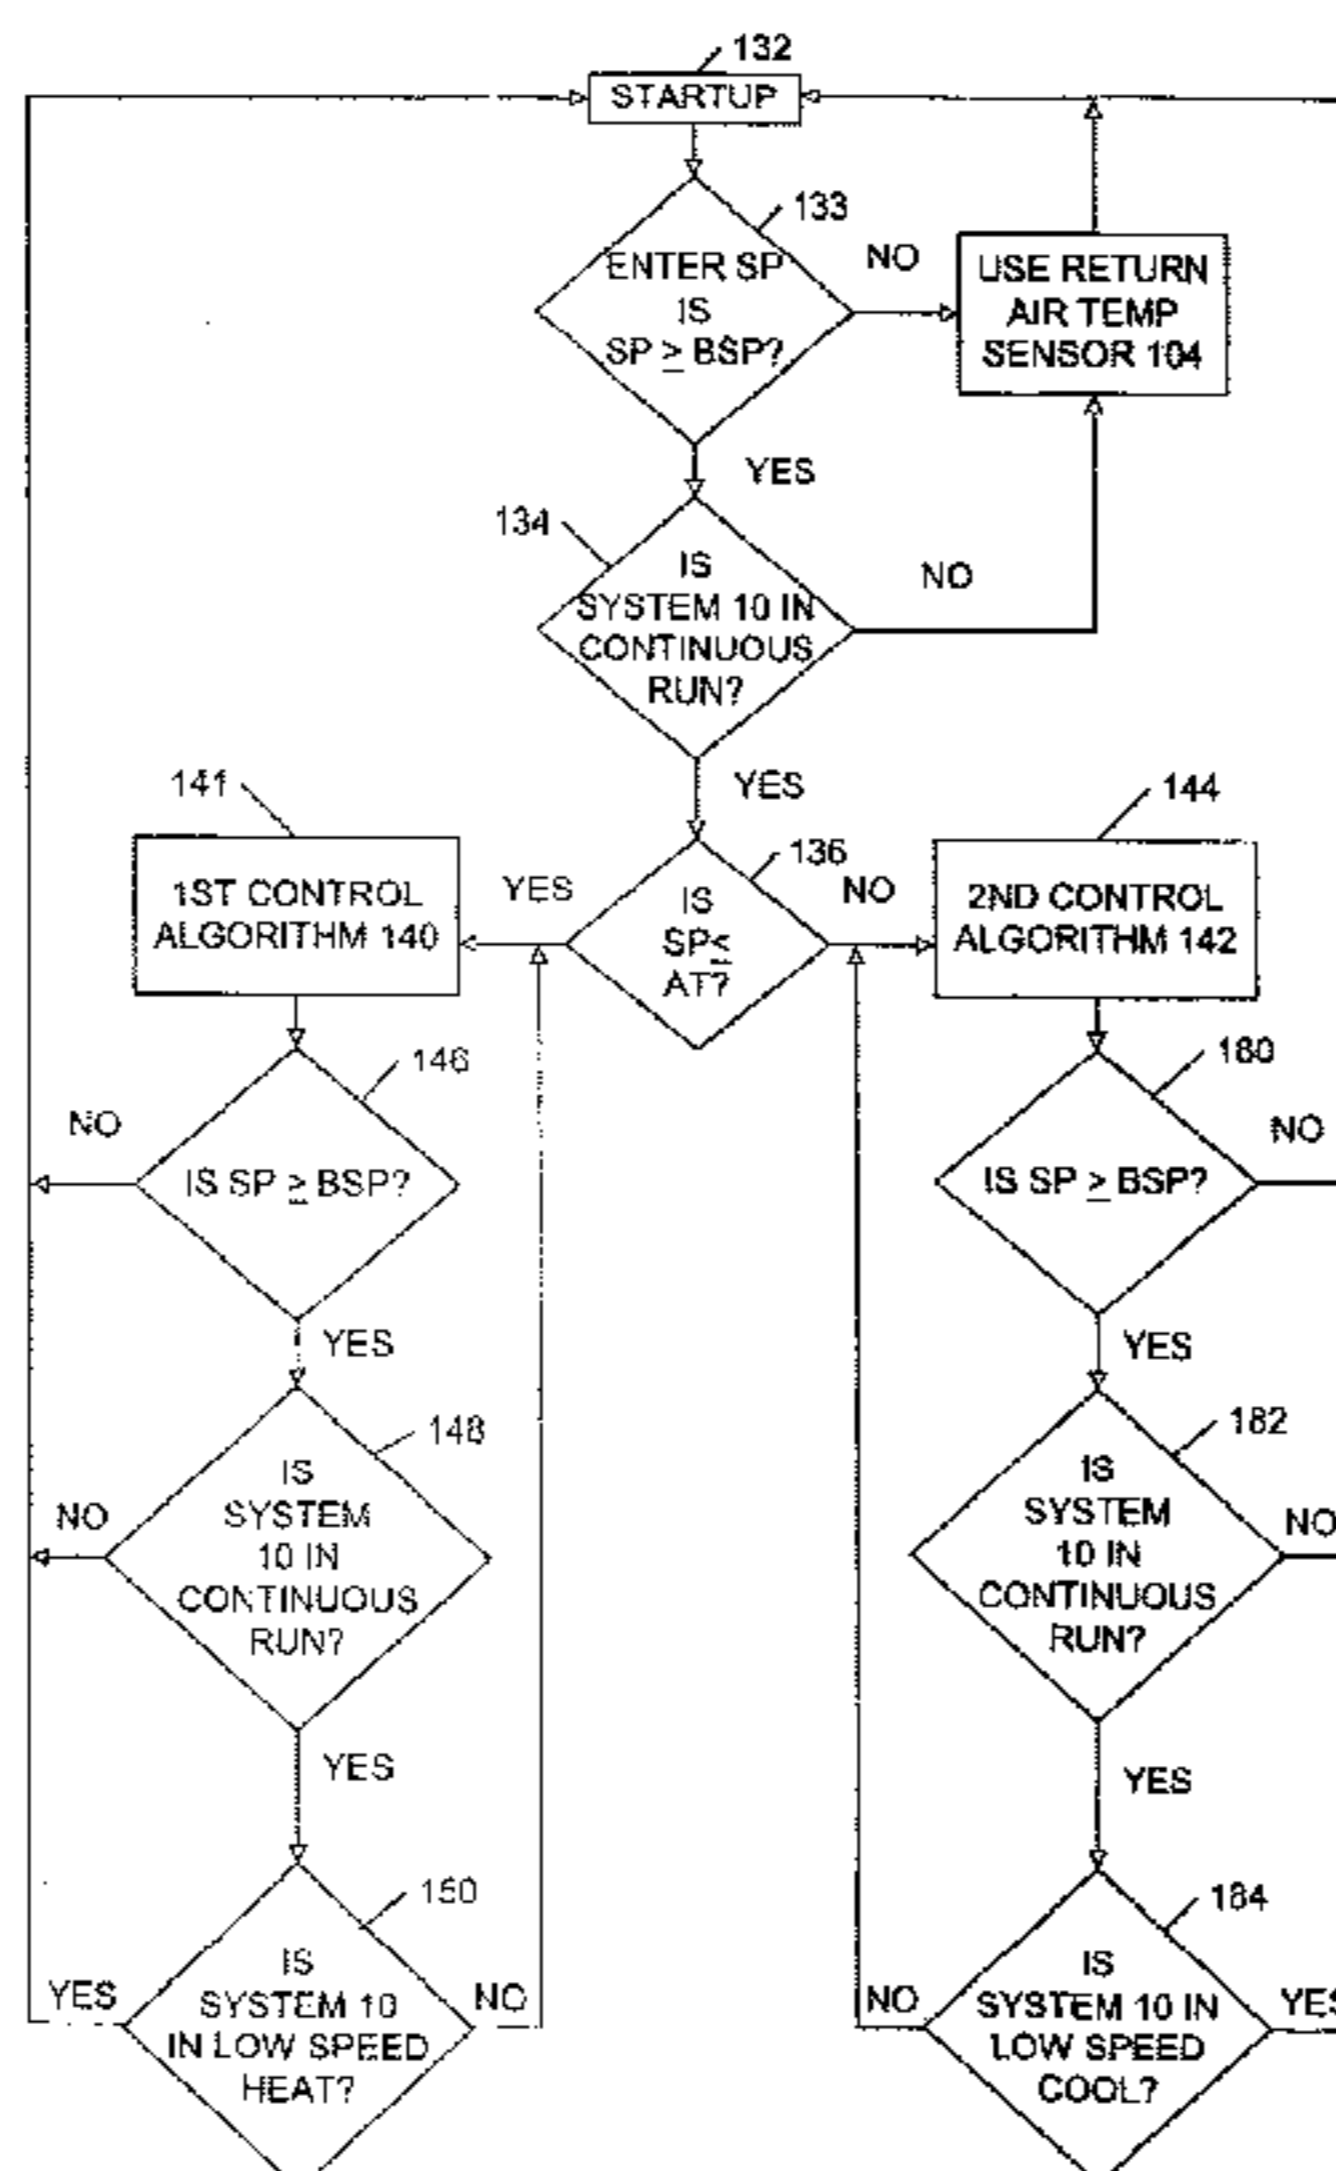 132
STARTUP
133
ENTER SP
IS
SP ≥ BSP?
NO
USE RETURN
AIR TEMP
SENSOR 104
YES
134
IS
SYSTEM 10 IN
CONTINUOUS
RUN?
NO
YES
141
1ST CONTROL
ALGORITHM 140
YES
136
IS
SP≤
AT?
NO
144
2ND CONTROL
ALGORITHM 142
146
NO
IS SP ≥ BSP?
YES
180
NO
IS SP ≥ BSP?
YES
148
IS
SYSTEM
10 IN
CONTINUOUS
RUN?
NO
YES
182
IS
SYSTEM
10 IN
CONTINUOUS
RUN?
NO
YES
150
IS
SYSTEM 10
IN LOW SPEED
HEAT?
YES
NO
184
IS
SYSTEM 10 IN
LOW SPEED
COOL?
NO
YES